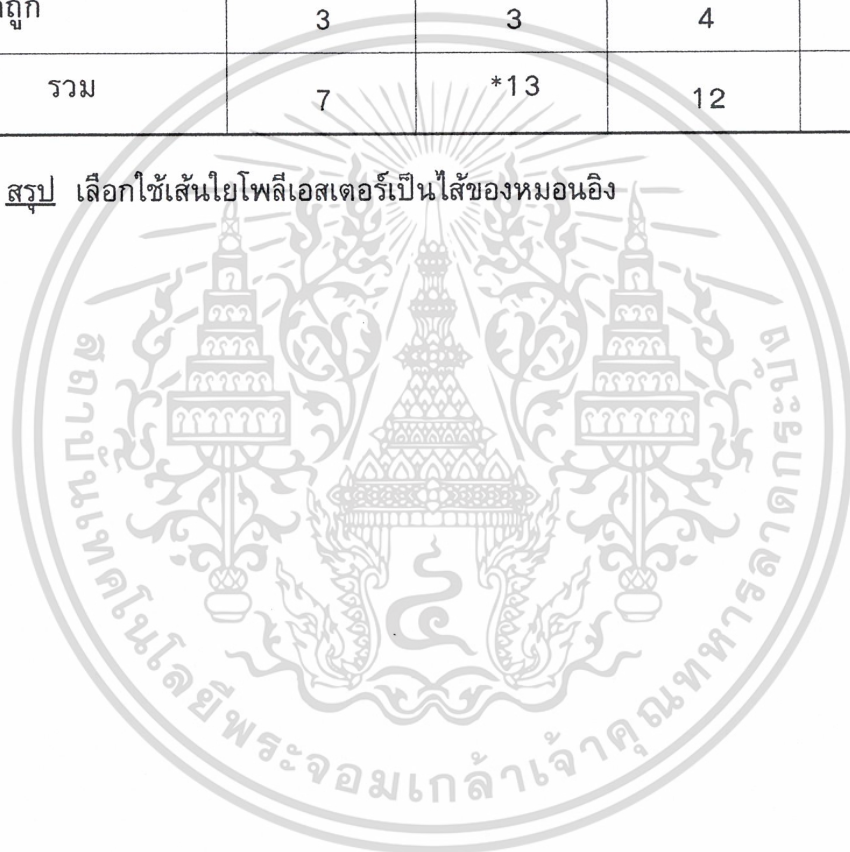 ถูก 3 3 4
รวม 7 *13 12
สรุป เลือกใช้เส้นใยโพลีเอสเตอร์เป็นไส้ของหมอนอิง
สถาบันเทคโนโลยีพระจอมเกล้าเจ้าคุณทหารลาดกระบัง